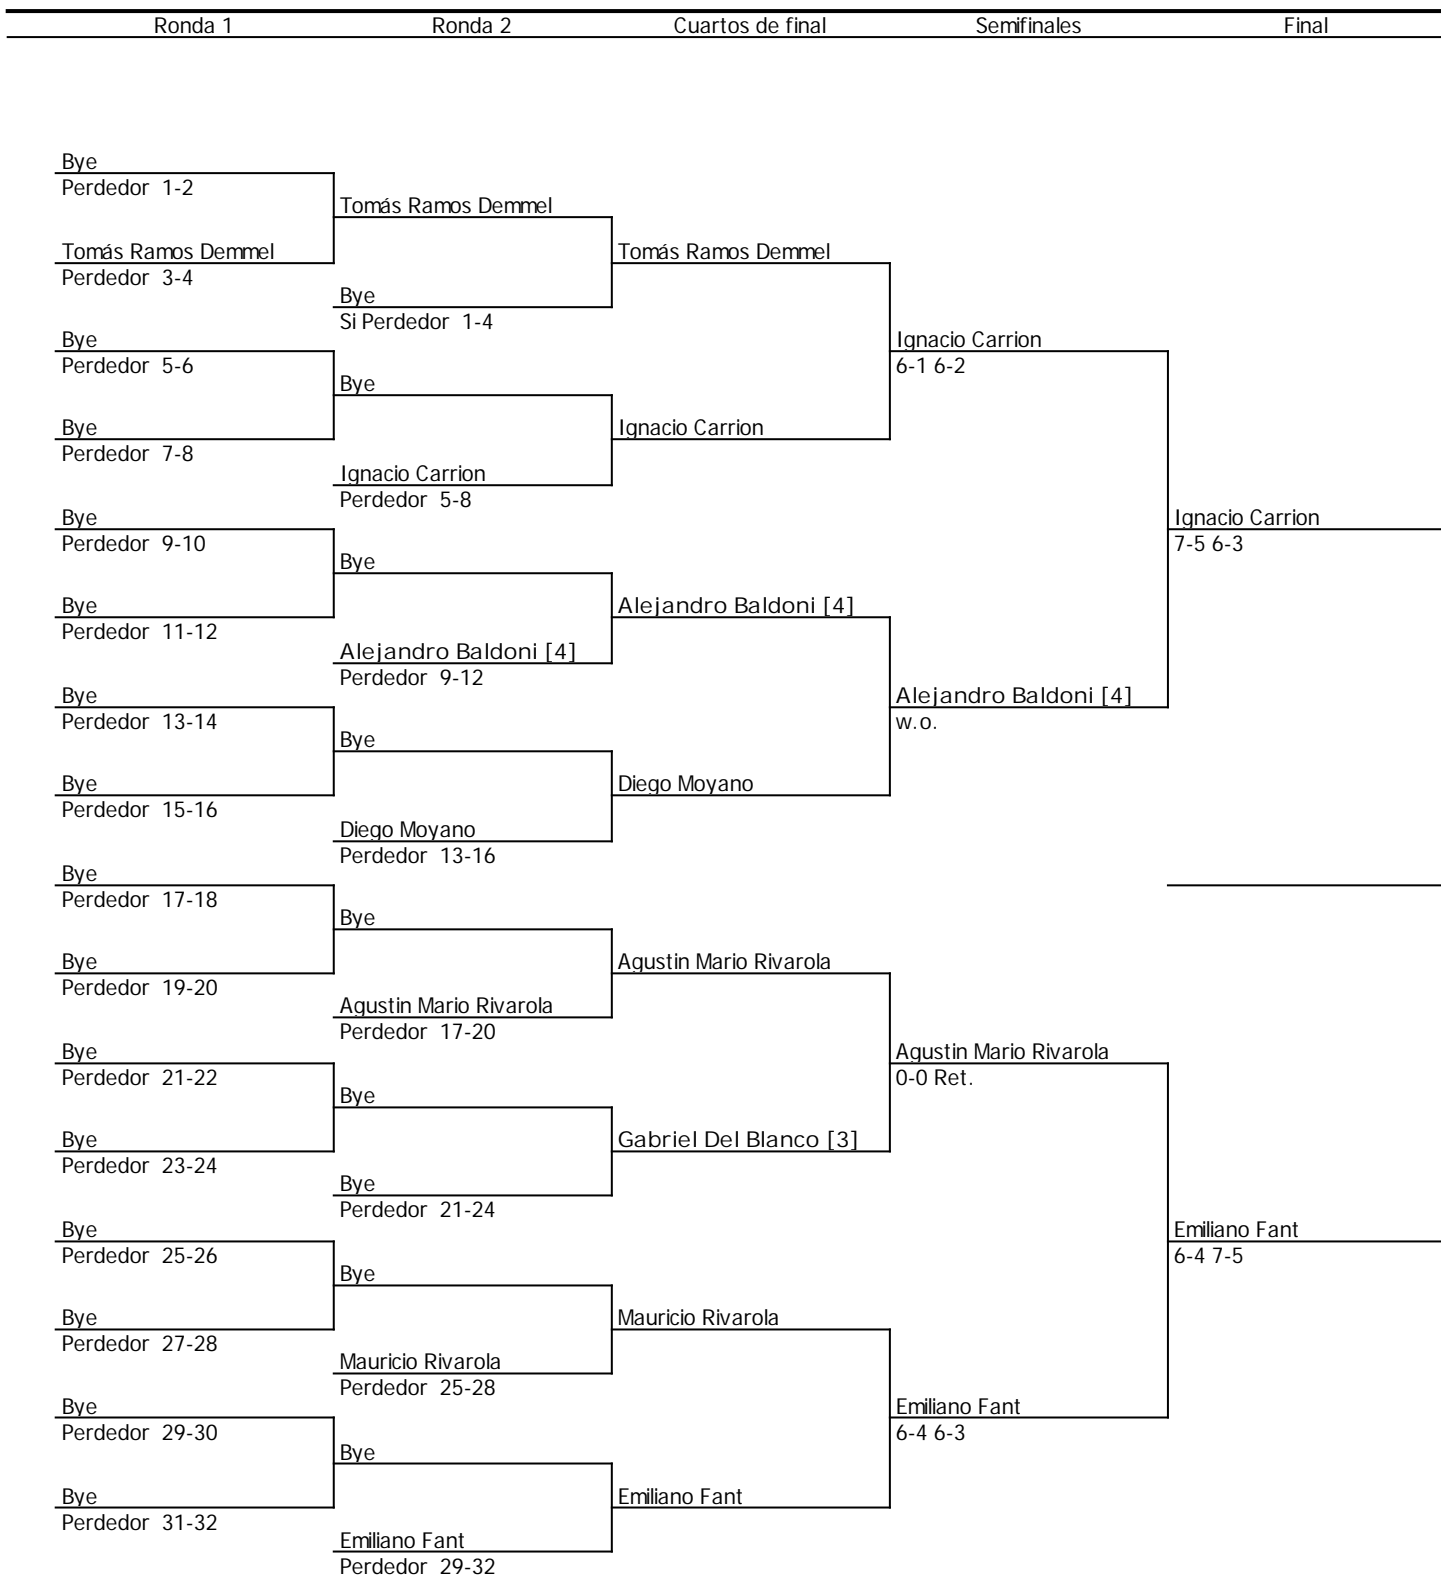 Ronda 1 Ronda 2 Cuartos de final Semifinales Final
Bye
Perdedor 1-2
Tomás Ramos Demmel
Tomás Ramos Demmel Tomás Ramos Demmel
Perdedor 3-4
Bye
Si Perdedor 1-4
Bye Ignacio Carrion
Perdedor 5-6 6-1 6-2
Bye
Bye Ignacio Carrion
Perdedor 7-8
Ignacio Carrion
Perdedor 5-8
Bye Ignacio Carrion
Perdedor 9-10 7-5 6-3
Bye
Bye Alejandro Baldoni [4]
Perdedor 11-12
Alejandro Baldoni [4]
Perdedor 9-12
Bye Alejandro Baldoni [4]
Perdedor 13-14 w.o.
Bye
Bye Diego Moyano
Perdedor 15-16
Diego Moyano
Perdedor 13-16
Bye
Perdedor 17-18
Bye
Bye Agustin Mario Rivarola
Perdedor 19-20
Agustin Mario Rivarola
Perdedor 17-20
Bye Agustin Mario Rivarola
Perdedor 21-22 0-0 Ret.
Bye
Bye Gabriel Del Blanco [3]
Perdedor 23-24
Bye
Perdedor 21-24
Bye Emiliano Fant
Perdedor 25-26 6-4 7-5
Bye
Bye Mauricio Rivarola
Perdedor 27-28
Mauricio Rivarola
Perdedor 25-28
Bye Emiliano Fant
Perdedor 29-30 6-4 6-3
Bye
Bye Emiliano Fant
Perdedor 31-32
Emiliano Fant
Perdedor 29-32